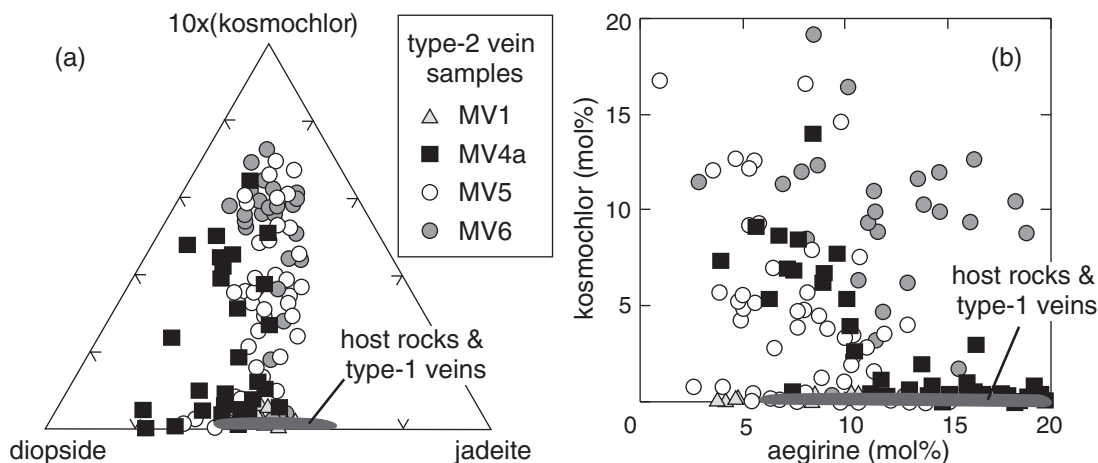 (a)
10x(kosmochlor)
diopside
jadeite
host rocks &
type-1 veins
type-2 vein
samples
MV1
MV4a
MV5
MV6
(b)
kosmochlor (mol%)
20
15
10
5
0
5
10
15
20
aegirine (mol%)
host rocks &
type-1 veins